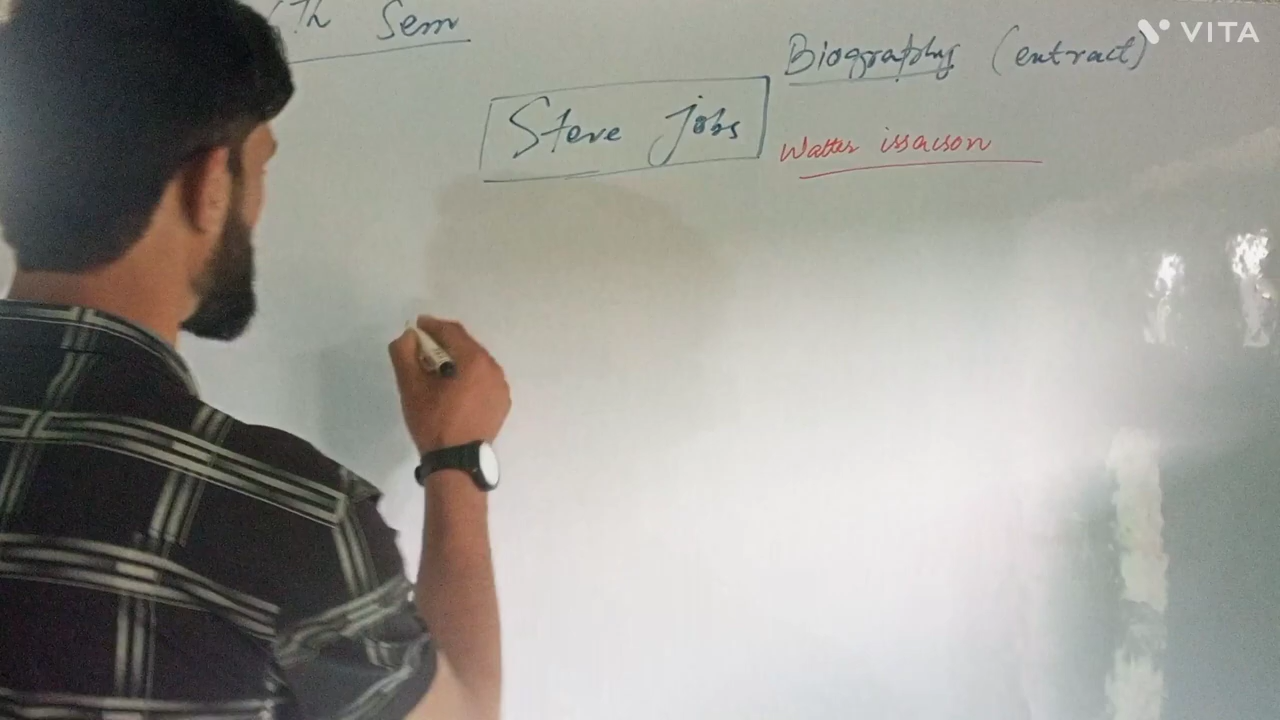 th Sem
VITA
Biography (extract)
Steve Jobs
Walter issacson